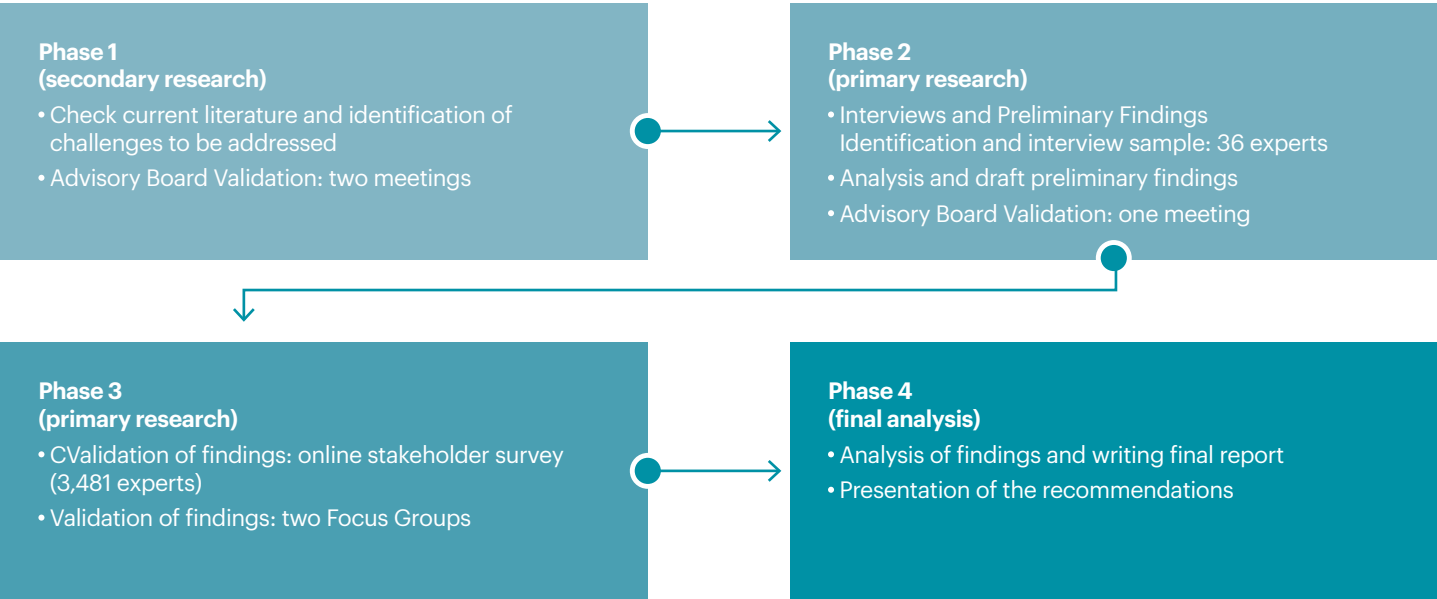 Phase 1
(secondary research)
• Check current literature and identification of
challenges to be addressed
• Advisory Board Validation: two meetings
Phase 2
(primary research)
• Interviews and Preliminary Findings
Identification and interview sample: 36 experts
• Analysis and draft preliminary findings
• Advisory Board Validation: one meeting
Phase 3
(primary research)
• CValidation of findings: online stakeholder survey
(3,481 experts)
• Validation of findings: two Focus Groups
Phase 4
(final analysis)
• Analysis of findings and writing final report
• Presentation of the recommendations